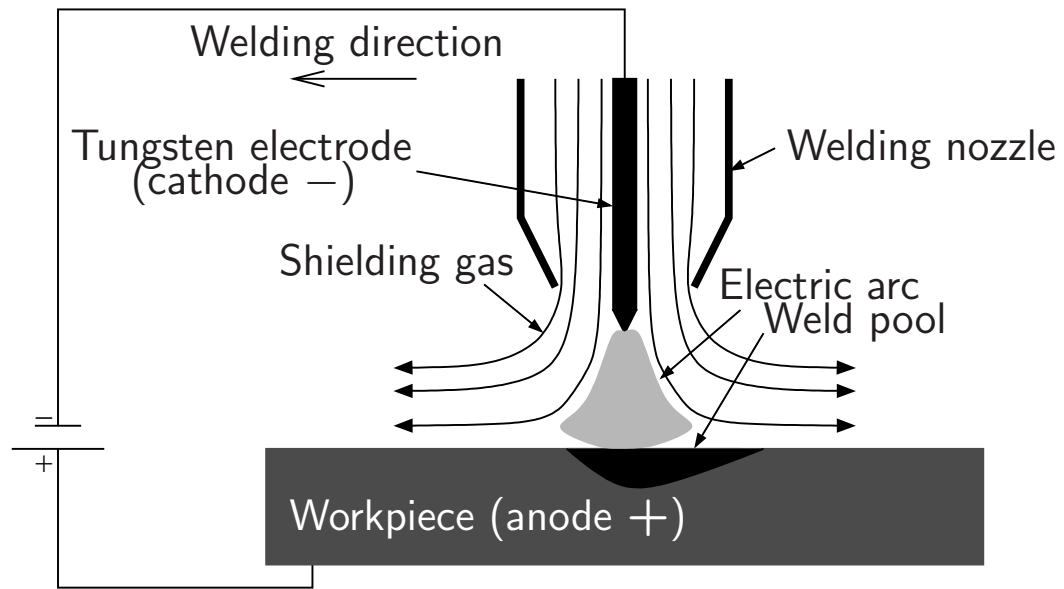 Welding direction
Tungsten electrode
(cathode −)
Welding nozzle
Shielding gas
Electric arc
Weld pool
−
+
Workpiece (anode +)